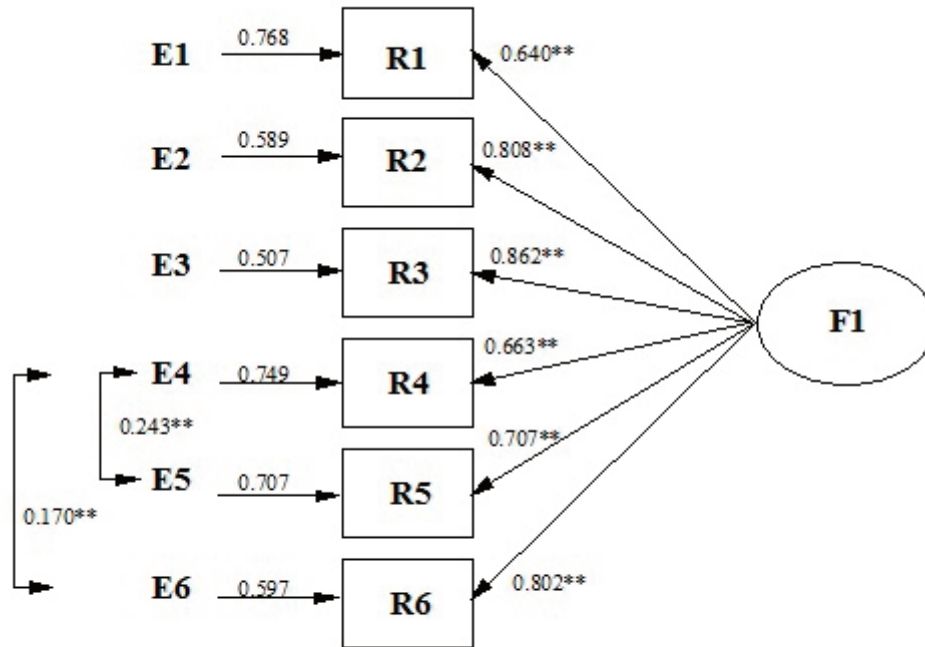 E1 0.768 R1 0.640**
E2 0.589 R2 0.808**
E3 0.507 R3 0.862**
F1
E4 0.749 R4 0.663**
0.243**
E5 0.707 R5 0.707**
0.170**
E6 0.597 R6 0.802**